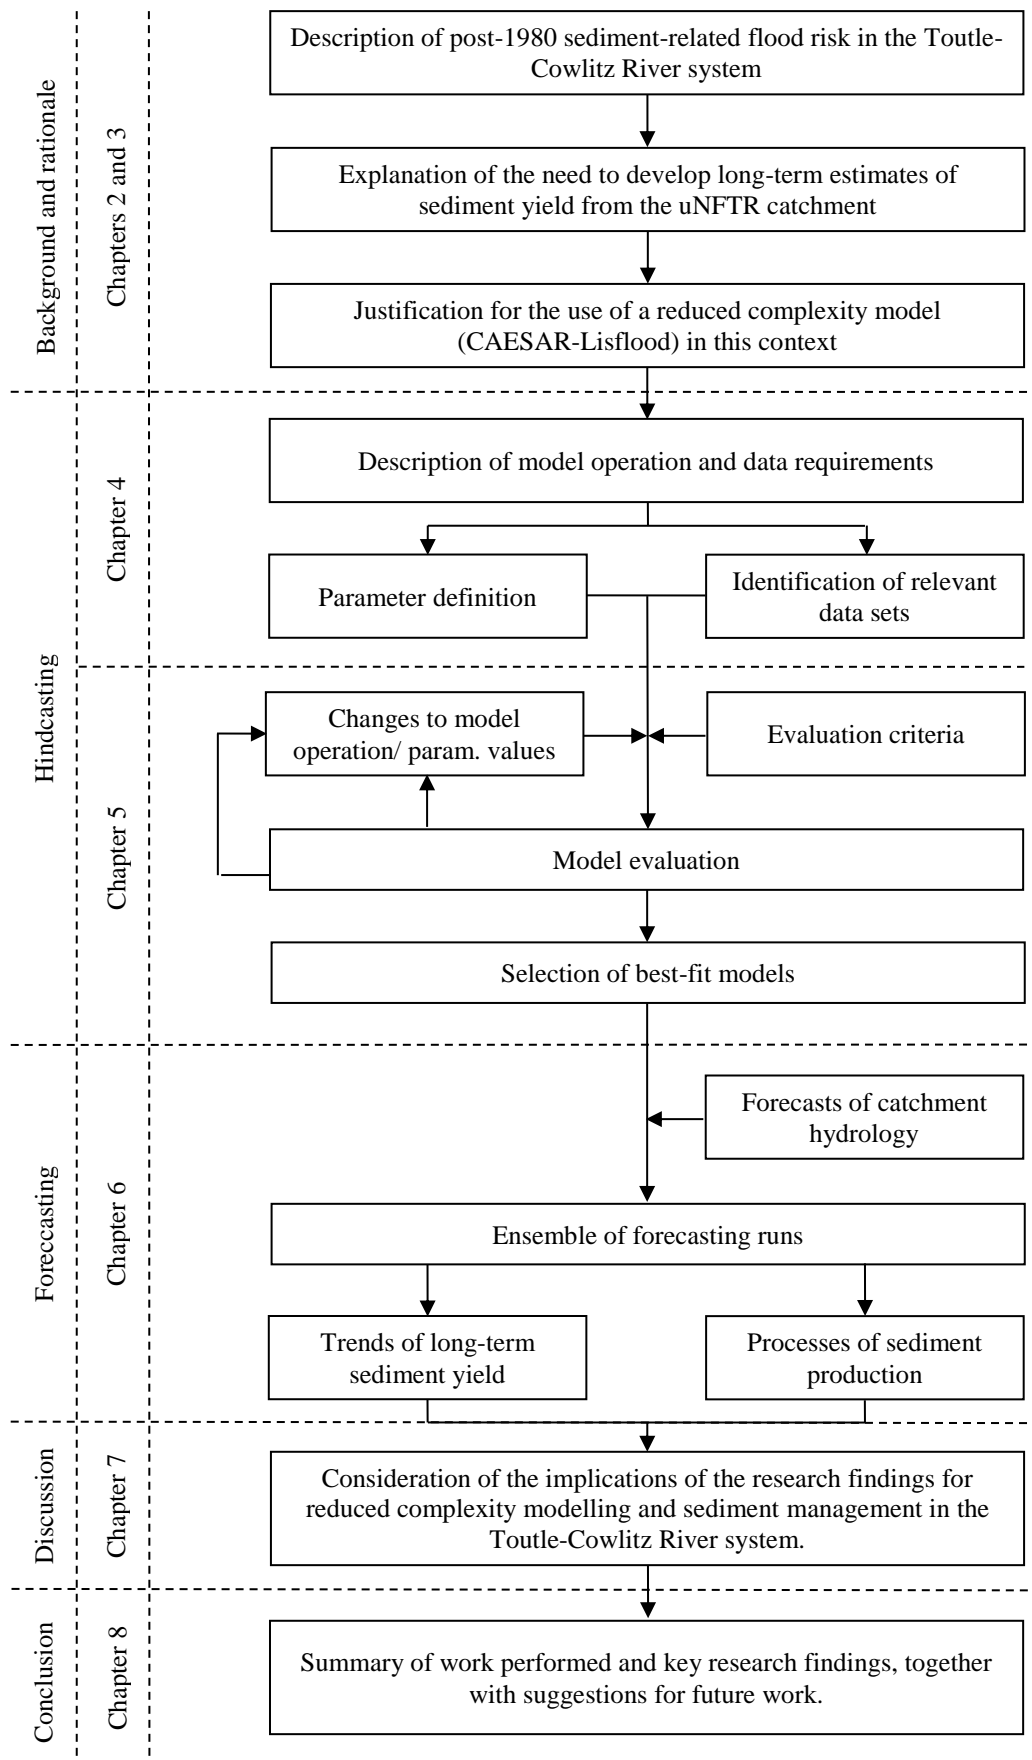 Background and rationale
Chapters 2 and 3
Description of post-1980 sediment-related flood risk in the Toutle-
Cowlitz River system
Explanation of the need to develop long-term estimates of
sediment yield from the uNFTR catchment
Justification for the use of a reduced complexity model
(CAESAR-Lisflood) in this context
Hindcasting
Chapter 4
Description of model operation and data requirements
Parameter definition
Identification of relevant
data sets
Chapter 5
Changes to model
operation/ param. values
Evaluation criteria
Model evaluation
Selection of best-fit models
Foreccasting
Chapter 6
Forecasts of catchment
hydrology
Ensemble of forecasting runs
Trends of long-term
sediment yield
Processes of sediment
production
Discussion
Chapter 7
Consideration of the implications of the research findings for
reduced complexity modelling and sediment management in the
Toutle-Cowlitz River system.
Conclusion
Chapter 8
Summary of work performed and key research findings, together
with suggestions for future work.